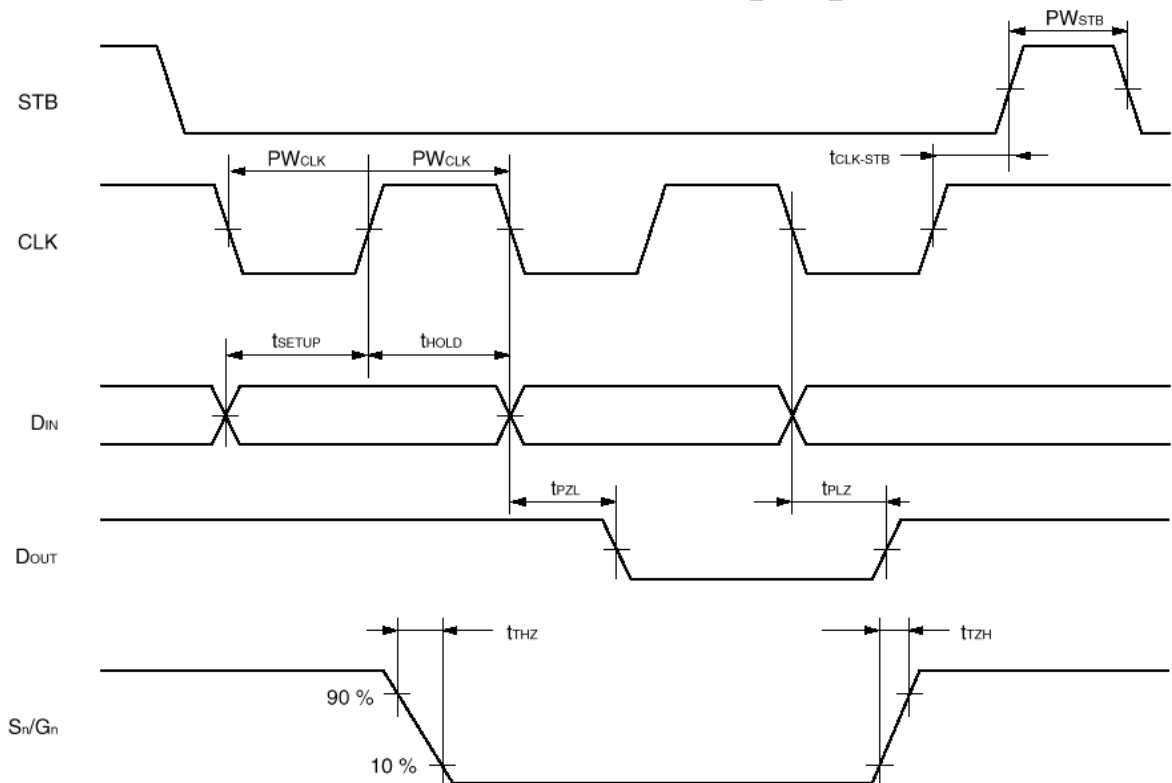 PWSTB
STB
tCLK-STB
PWCLK PWCLK
CLK
tSETUP tHOLD
DIN
tPZL tPLZ
DOUT
tTHZ tTZH
90 %
Sn/Gn
10 %